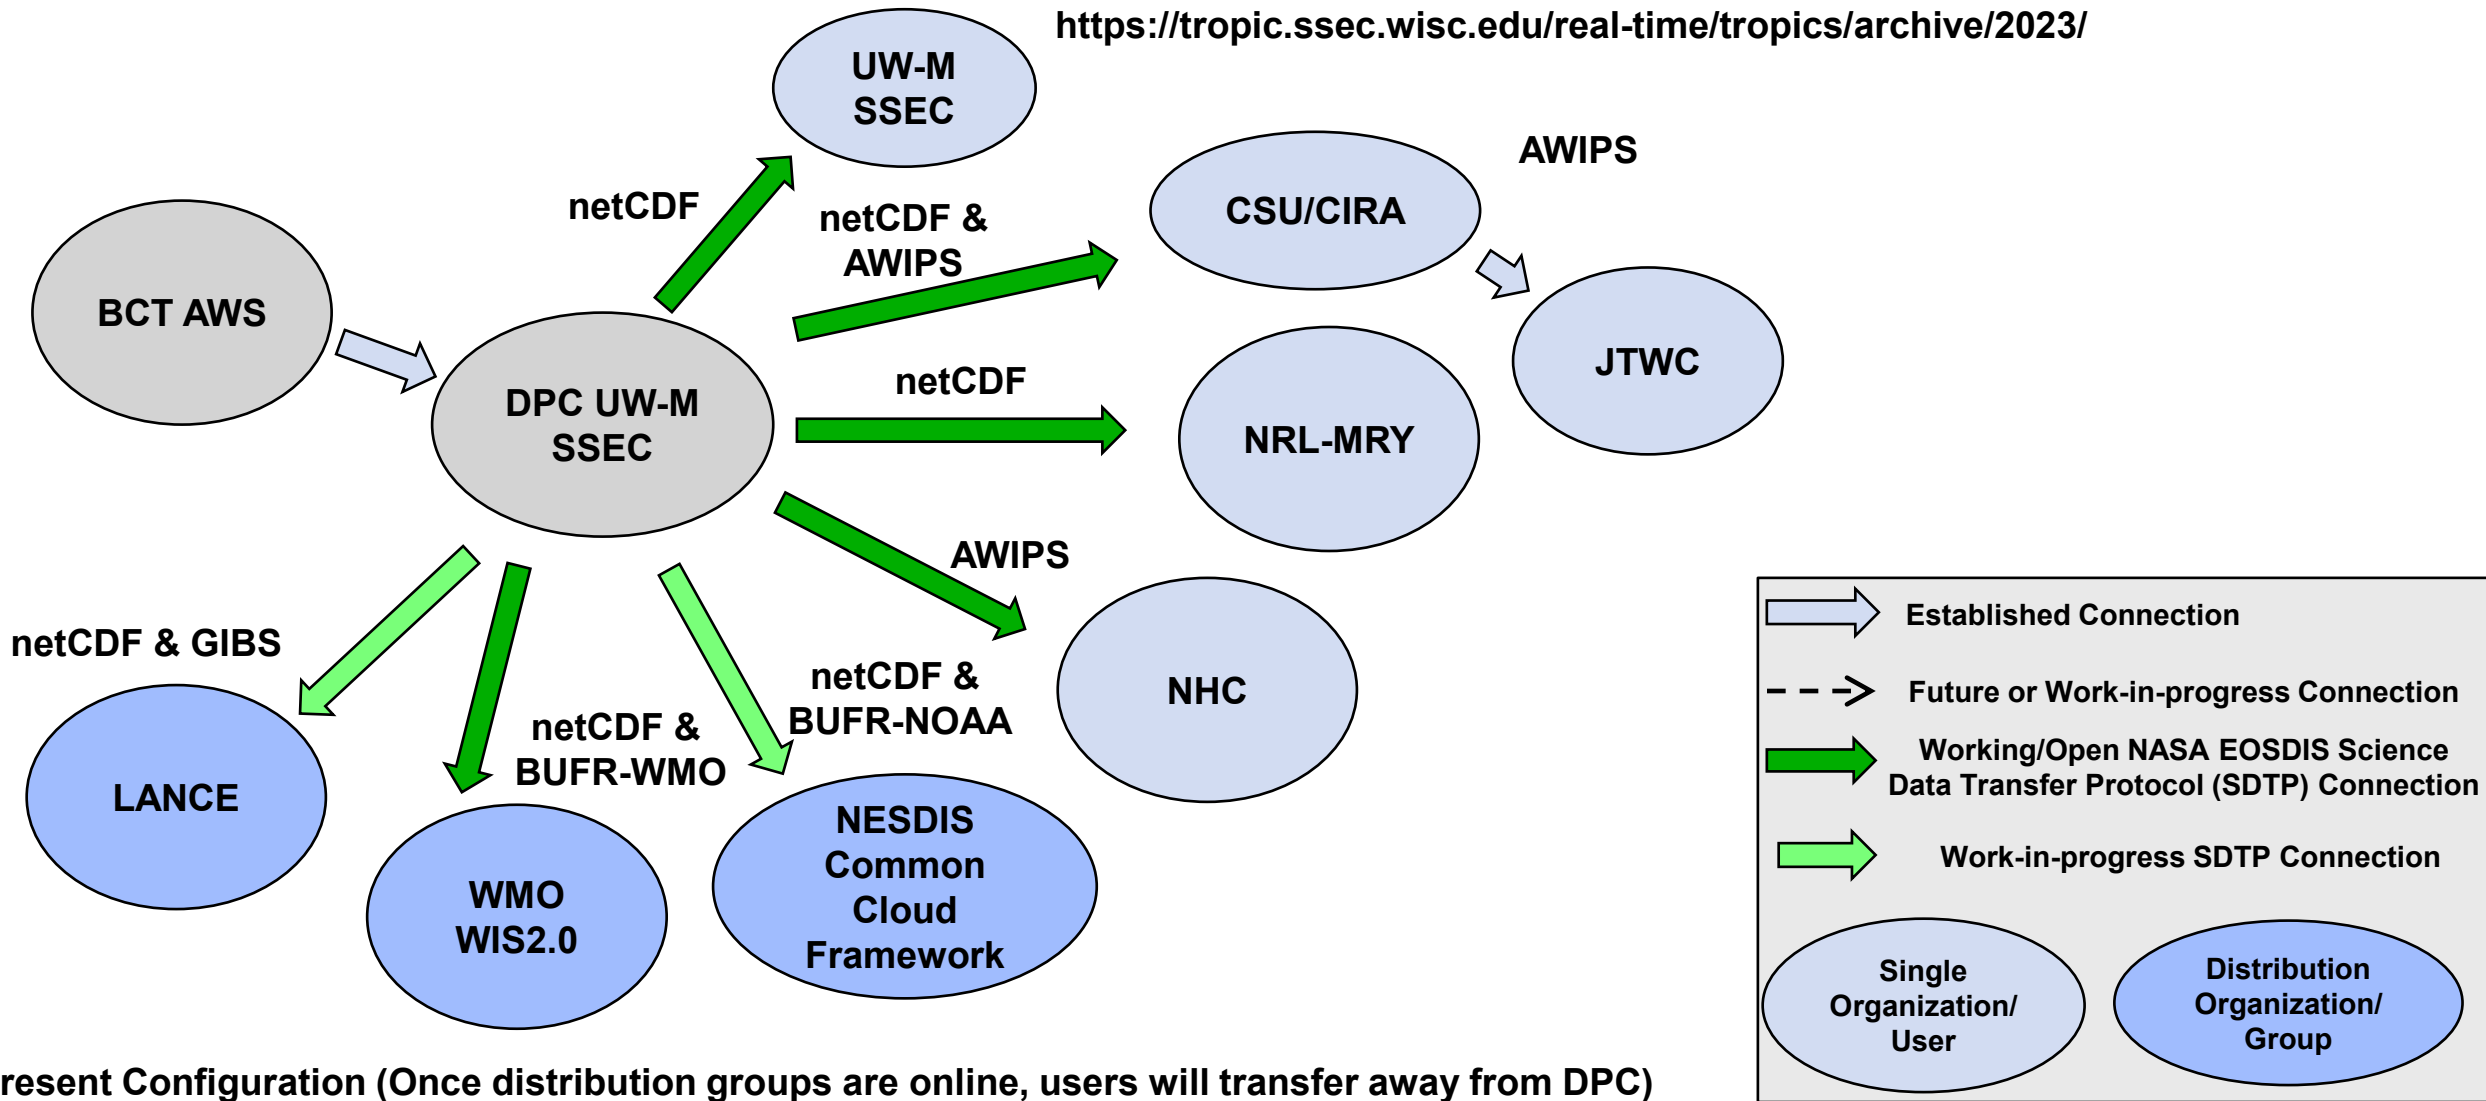 https://tropic.ssec.wisc.edu/real-time/tropics/archive/2023/
UW-M
SSEC
AWIPS
netCDF
netCDF &
AWIPS
CSU/CIRA
BCT AWS
JTWC
DPC UW-M
SSEC
netCDF
NRL-MRY
AWIPS
netCDF & GIBS
netCDF &
BUFR-NOAA
NHC
netCDF &
BUFR-WMO
LANCE
WMO
WIS2.0
NESDIS
Common
Cloud
Framework
Established Connection
Future or Work-in-progress Connection
Working/Open NASA EOSDIS Science
Data Transfer Protocol (SDTP) Connection
Work-in-progress SDTP Connection
Single
Organization/
User
Distribution
Organization/
Group
resent Configuration (Once distribution groups are online, users will transfer away from DPC)